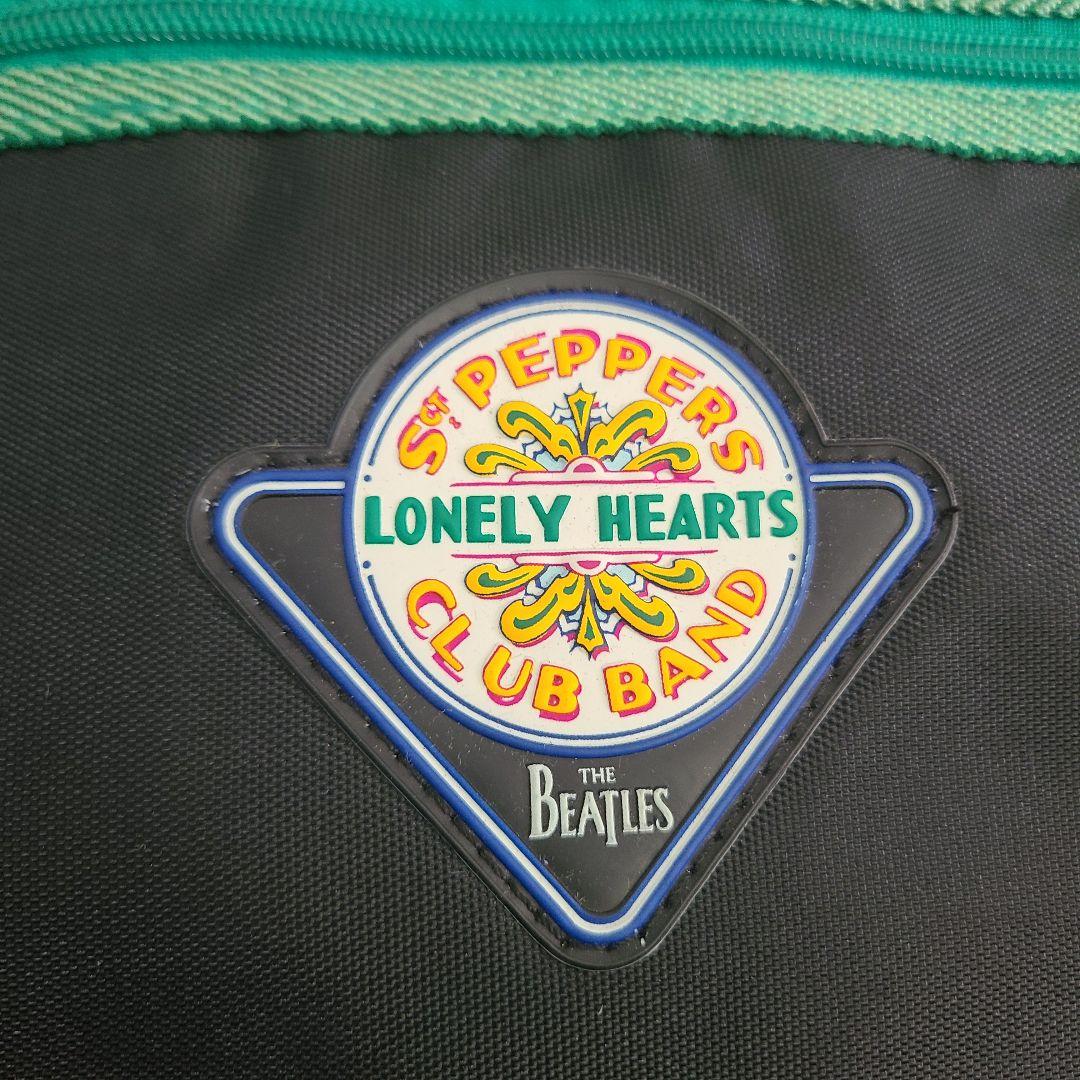 SGT: PEPPERS
LONELY HEARTS
CLUB BAND
THE
BEATLES